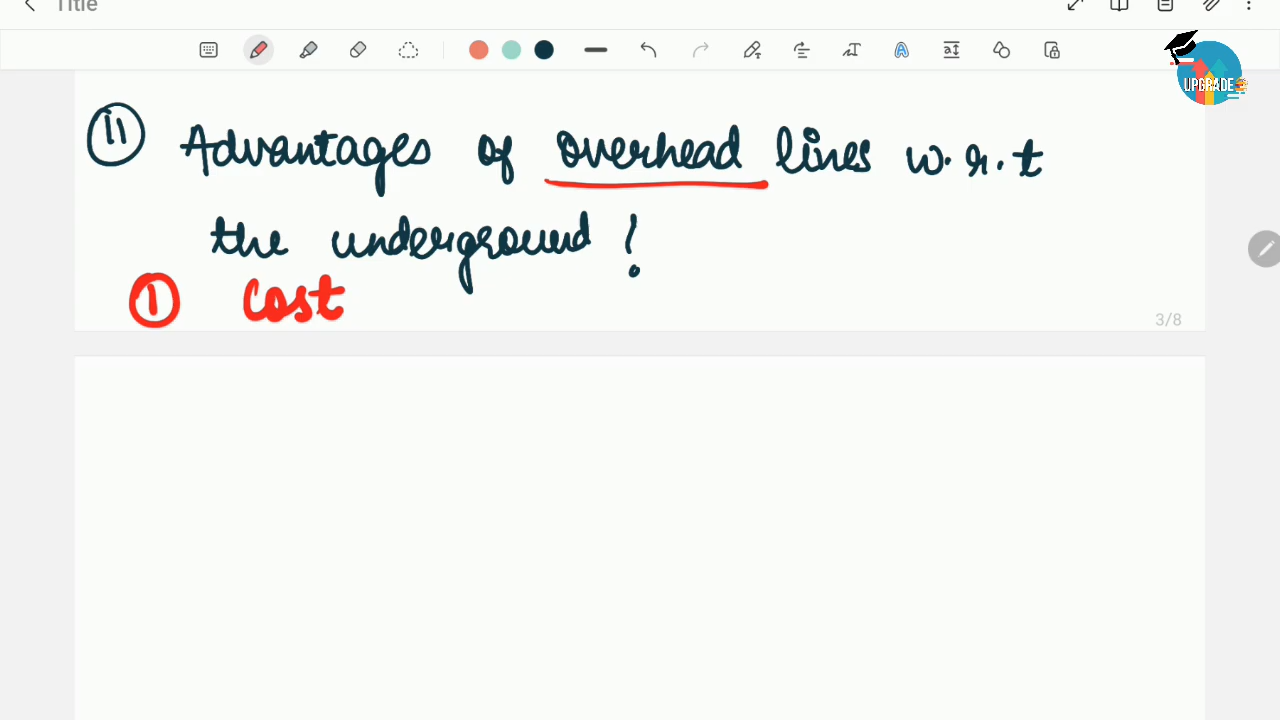 Title
UPGRADE
11 Advantages of overhead lines w.r.t
the underground !
1 Cost
3/8